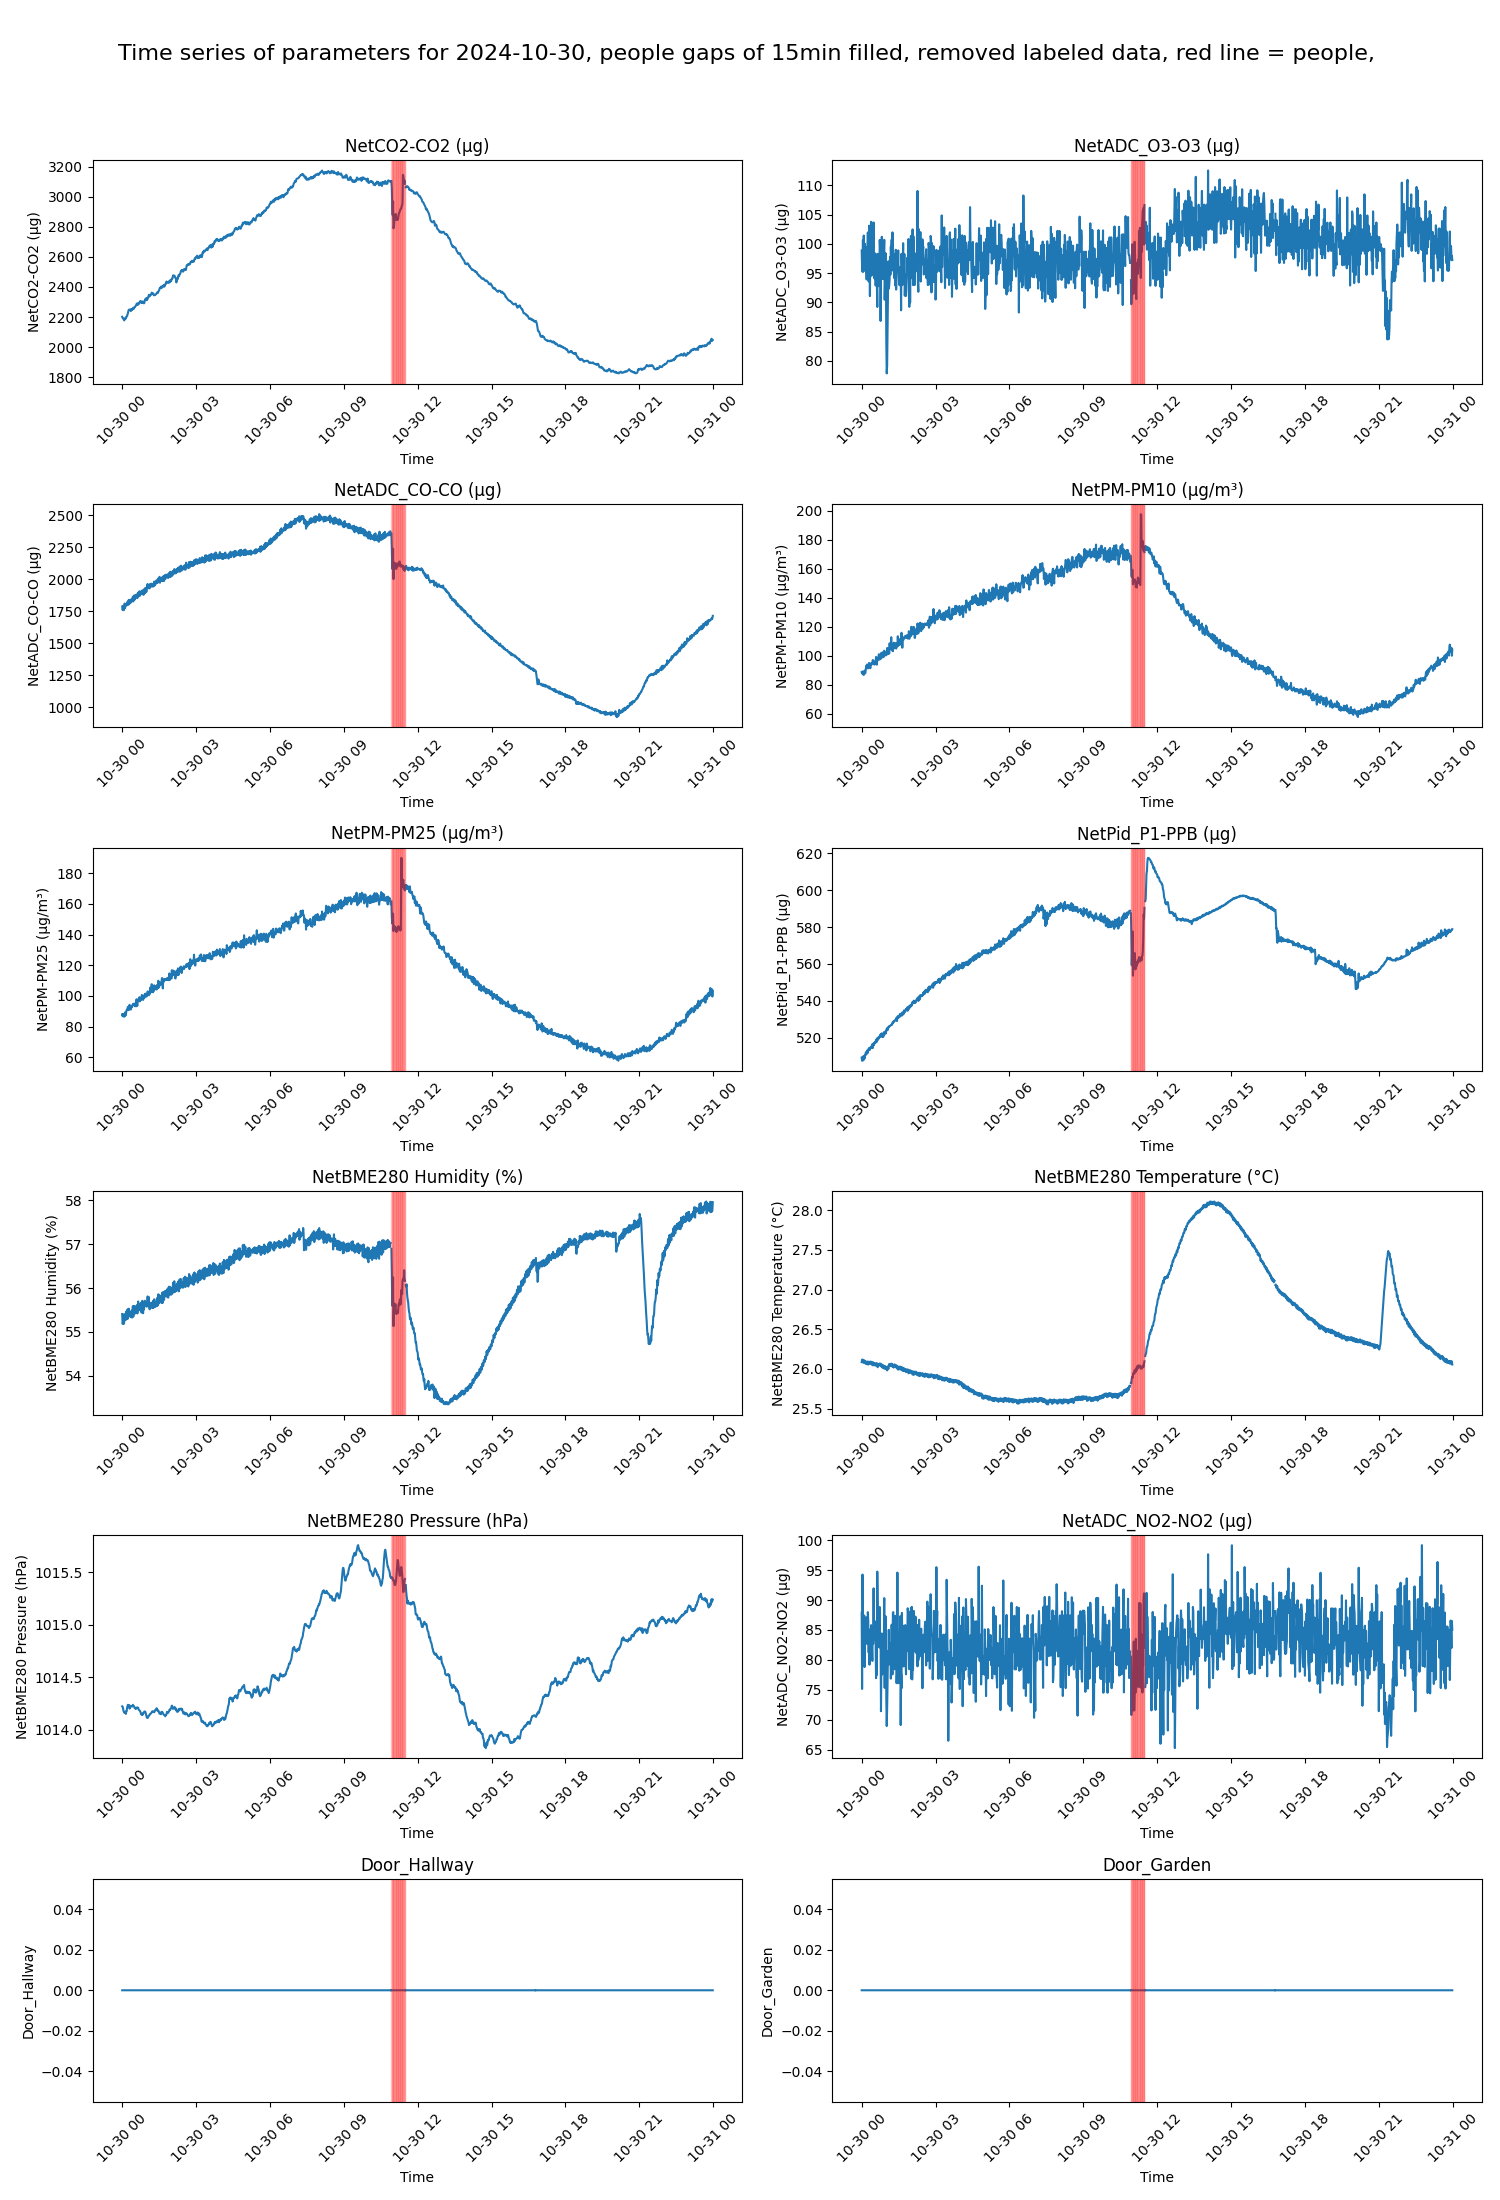 Time series of parameters for 2024-10-30, people gaps of 15min filled, removed labeled data, red line = people,
NetCO2-CO2 (µg)
NetCO2-CO2 (µg)
3200
3000
2800
2600
2400
2200
2000
1800
10-30 00 10-30 03 10-30 06 10-30 09 10-30 12 10-30 15 10-30 18 10-30 21 10-31 00
Time
NetADC_O3-O3 (µg)
NetADC_O3-O3 (µg)
110
105
100
95
90
85
80
10-30 00 10-30 03 10-30 06 10-30 09 10-30 12 10-30 15 10-30 18 10-30 21 10-31 00
Time
NetADC_CO-CO (µg)
NetADC_CO-CO (µg)
2500
2250
2000
1750
1500
1250
1000
10-30 00 10-30 03 10-30 06 10-30 09 10-30 12 10-30 15 10-30 18 10-30 21 10-31 00
Time
NetPM-PM10 (µg/m³)
NetPM-PM10 (µg/m³)
200
180
160
140
120
100
80
60
10-30 00 10-30 03 10-30 06 10-30 09 10-30 12 10-30 15 10-30 18 10-30 21 10-31 00
Time
NetPM-PM25 (µg/m³)
NetPM-PM25 (µg/m³)
180
160
140
120
100
80
60
10-30 00 10-30 03 10-30 06 10-30 09 10-30 12 10-30 15 10-30 18 10-30 21 10-31 00
Time
NetPid_P1-PPB (µg)
NetPid_P1-PPB (µg)
620
600
580
560
540
520
10-30 00 10-30 03 10-30 06 10-30 09 10-30 12 10-30 15 10-30 18 10-30 21 10-31 00
Time
NetBME280 Humidity (%)
NetBME280 Humidity (%)
58
57
56
55
54
10-30 00 10-30 03 10-30 06 10-30 09 10-30 12 10-30 15 10-30 18 10-30 21 10-31 00
Time
NetBME280 Temperature (°C)
NetBME280 Temperature (°C)
28.0
27.5
27.0
26.5
26.0
25.5
10-30 00 10-30 03 10-30 06 10-30 09 10-30 12 10-30 15 10-30 18 10-30 21 10-31 00
Time
NetBME280 Pressure (hPa)
NetBME280 Pressure (hPa)
1015.5
1015.0
1014.5
1014.0
10-30 00 10-30 03 10-30 06 10-30 09 10-30 12 10-30 15 10-30 18 10-30 21 10-31 00
Time
NetADC_NO2-NO2 (µg)
NetADC_NO2-NO2 (µg)
100
95
90
85
80
75
70
65
10-30 00 10-30 03 10-30 06 10-30 09 10-30 12 10-30 15 10-30 18 10-30 21 10-31 00
Time
Door_Hallway
Door_Hallway
0.04
0.02
0.00
−0.02
−0.04
10-30 00 10-30 03 10-30 06 10-30 09 10-30 12 10-30 15 10-30 18 10-30 21 10-31 00
Time
Door_Garden
Door_Garden
0.04
0.02
0.00
−0.02
−0.04
10-30 00 10-30 03 10-30 06 10-30 09 10-30 12 10-30 15 10-30 18 10-30 21 10-31 00
Time